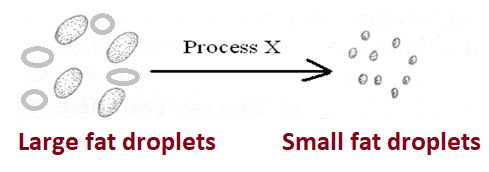 Process X
Large fat droplets
Small fat droplets